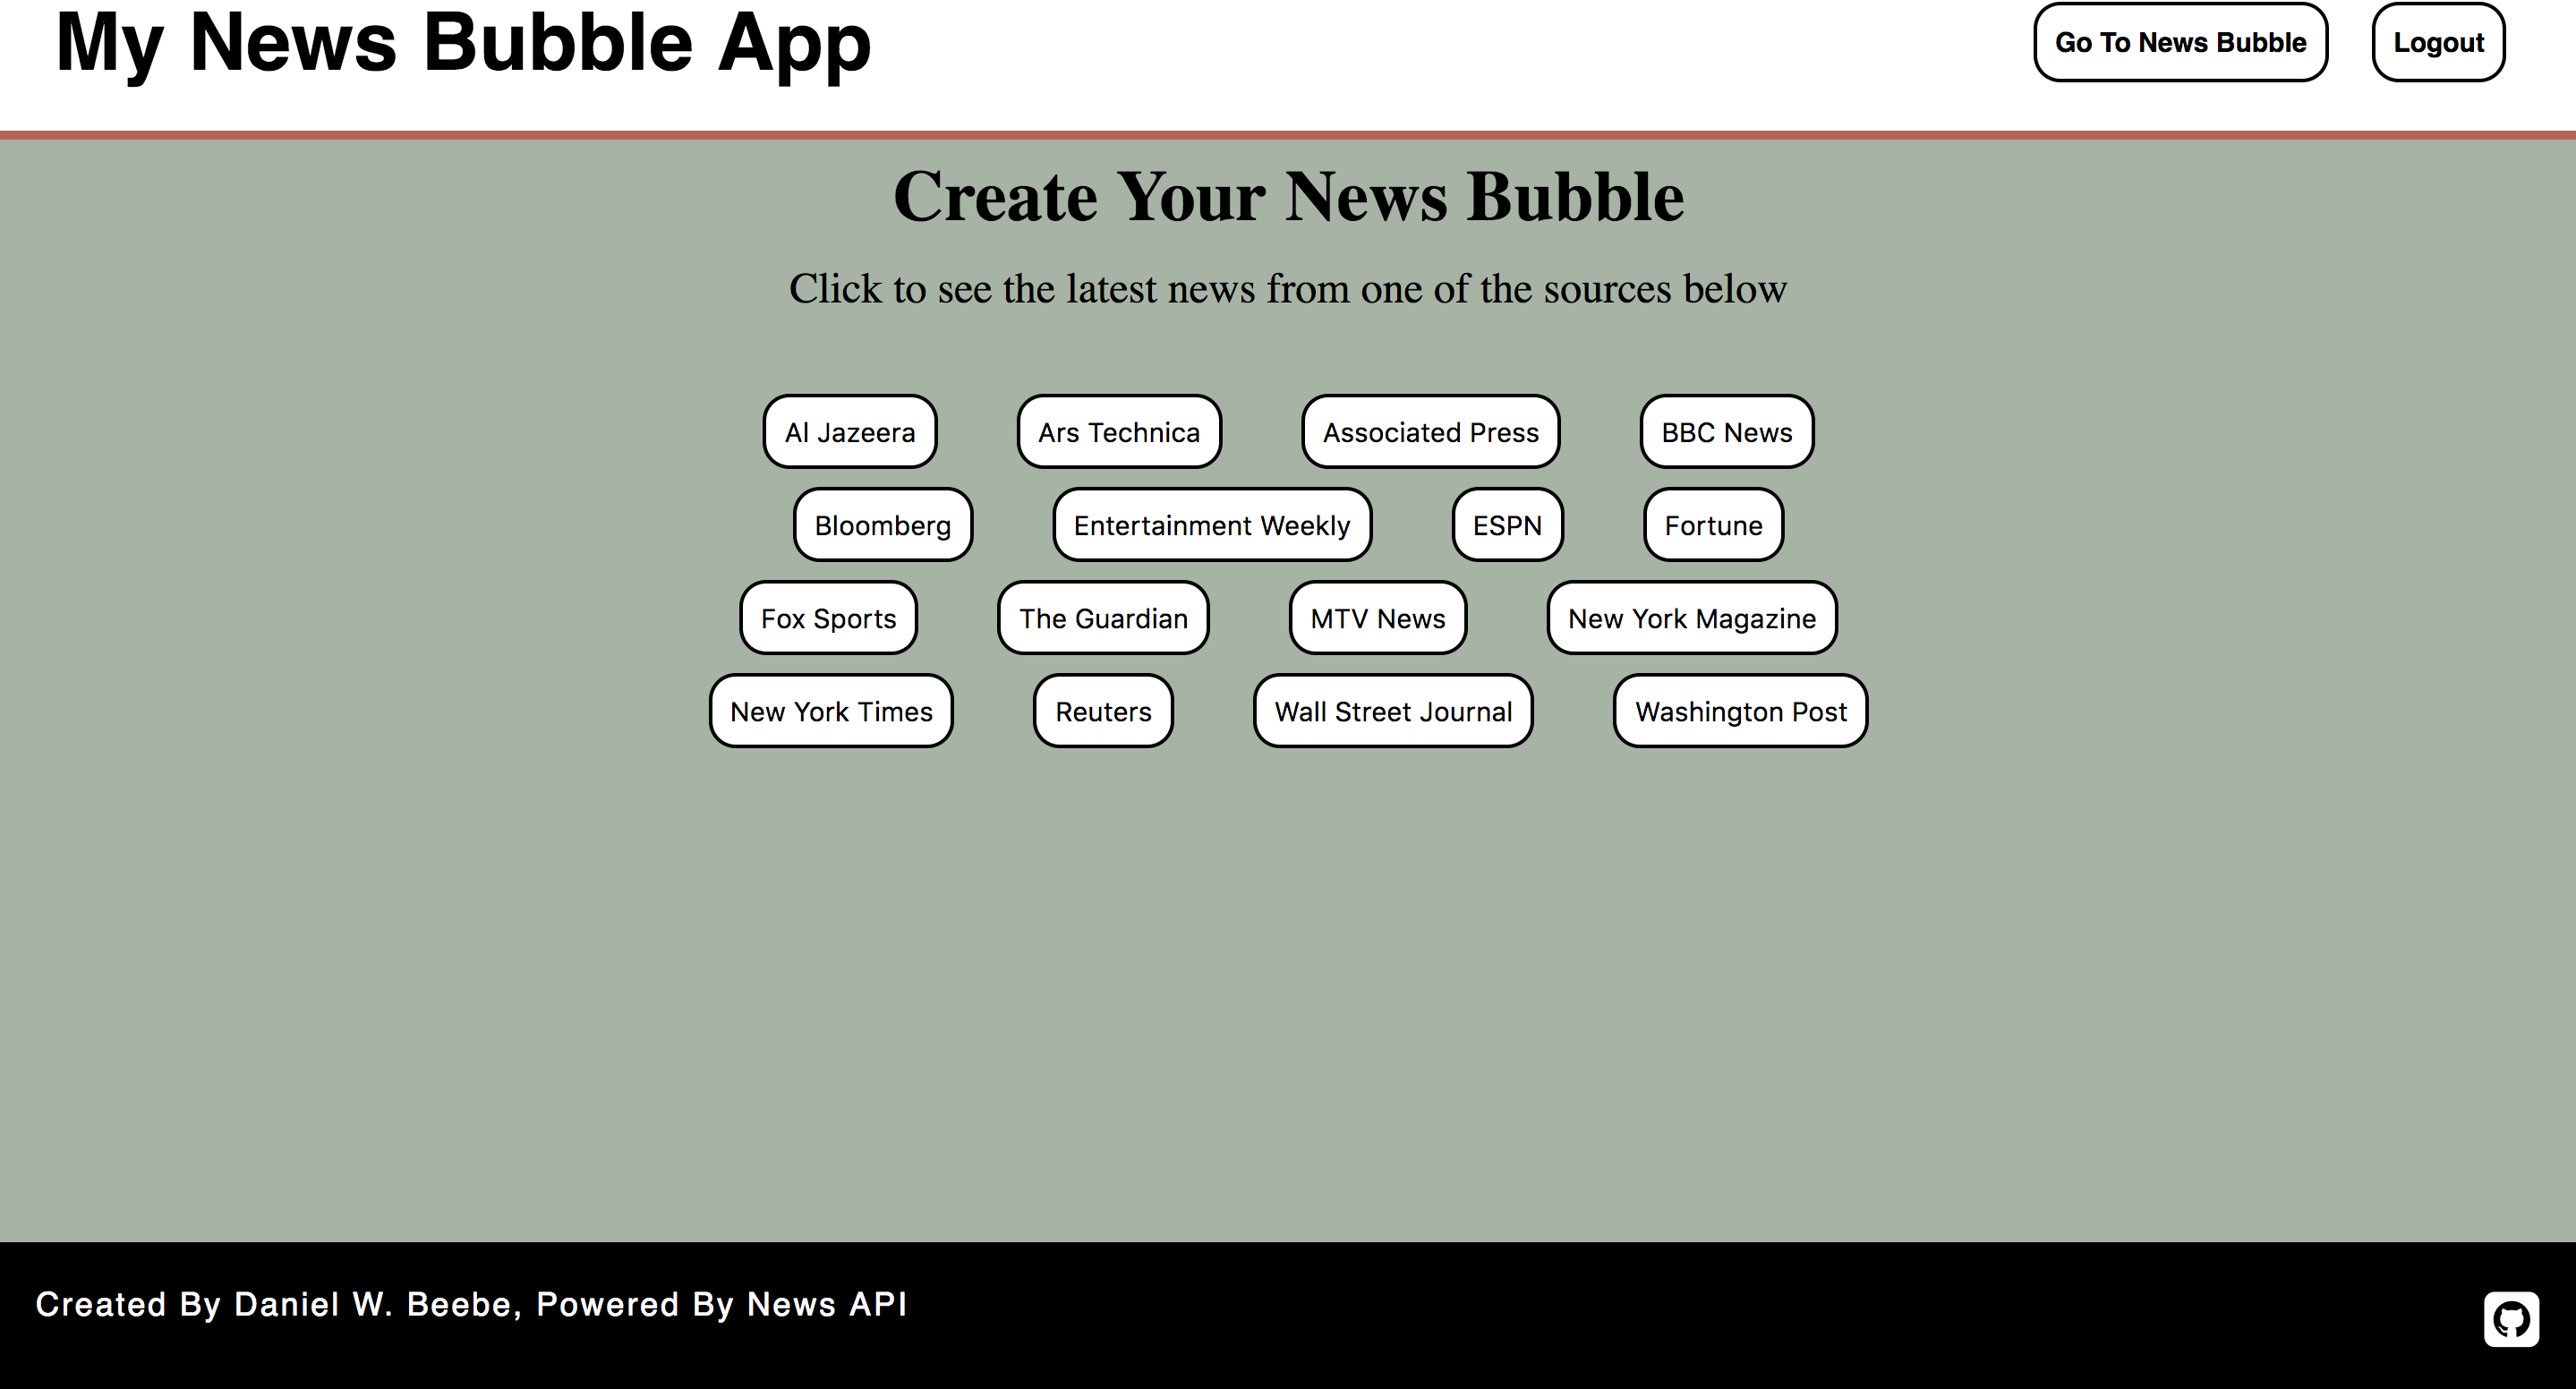 My News Bubble App
Go To News Bubble Logout
Create Your News Bubble
Click to see the latest news from one of the sources below
Al Jazeera Ars Technica Associated Press BBC News
Bloomberg Entertainment Weekly ESPN Fortune
Fox Sports The Guardian MTV News New York Magazine
New York Times Reuters Wall Street Journal Washington Post
Created By Daniel W. Beebe, Powered By News API